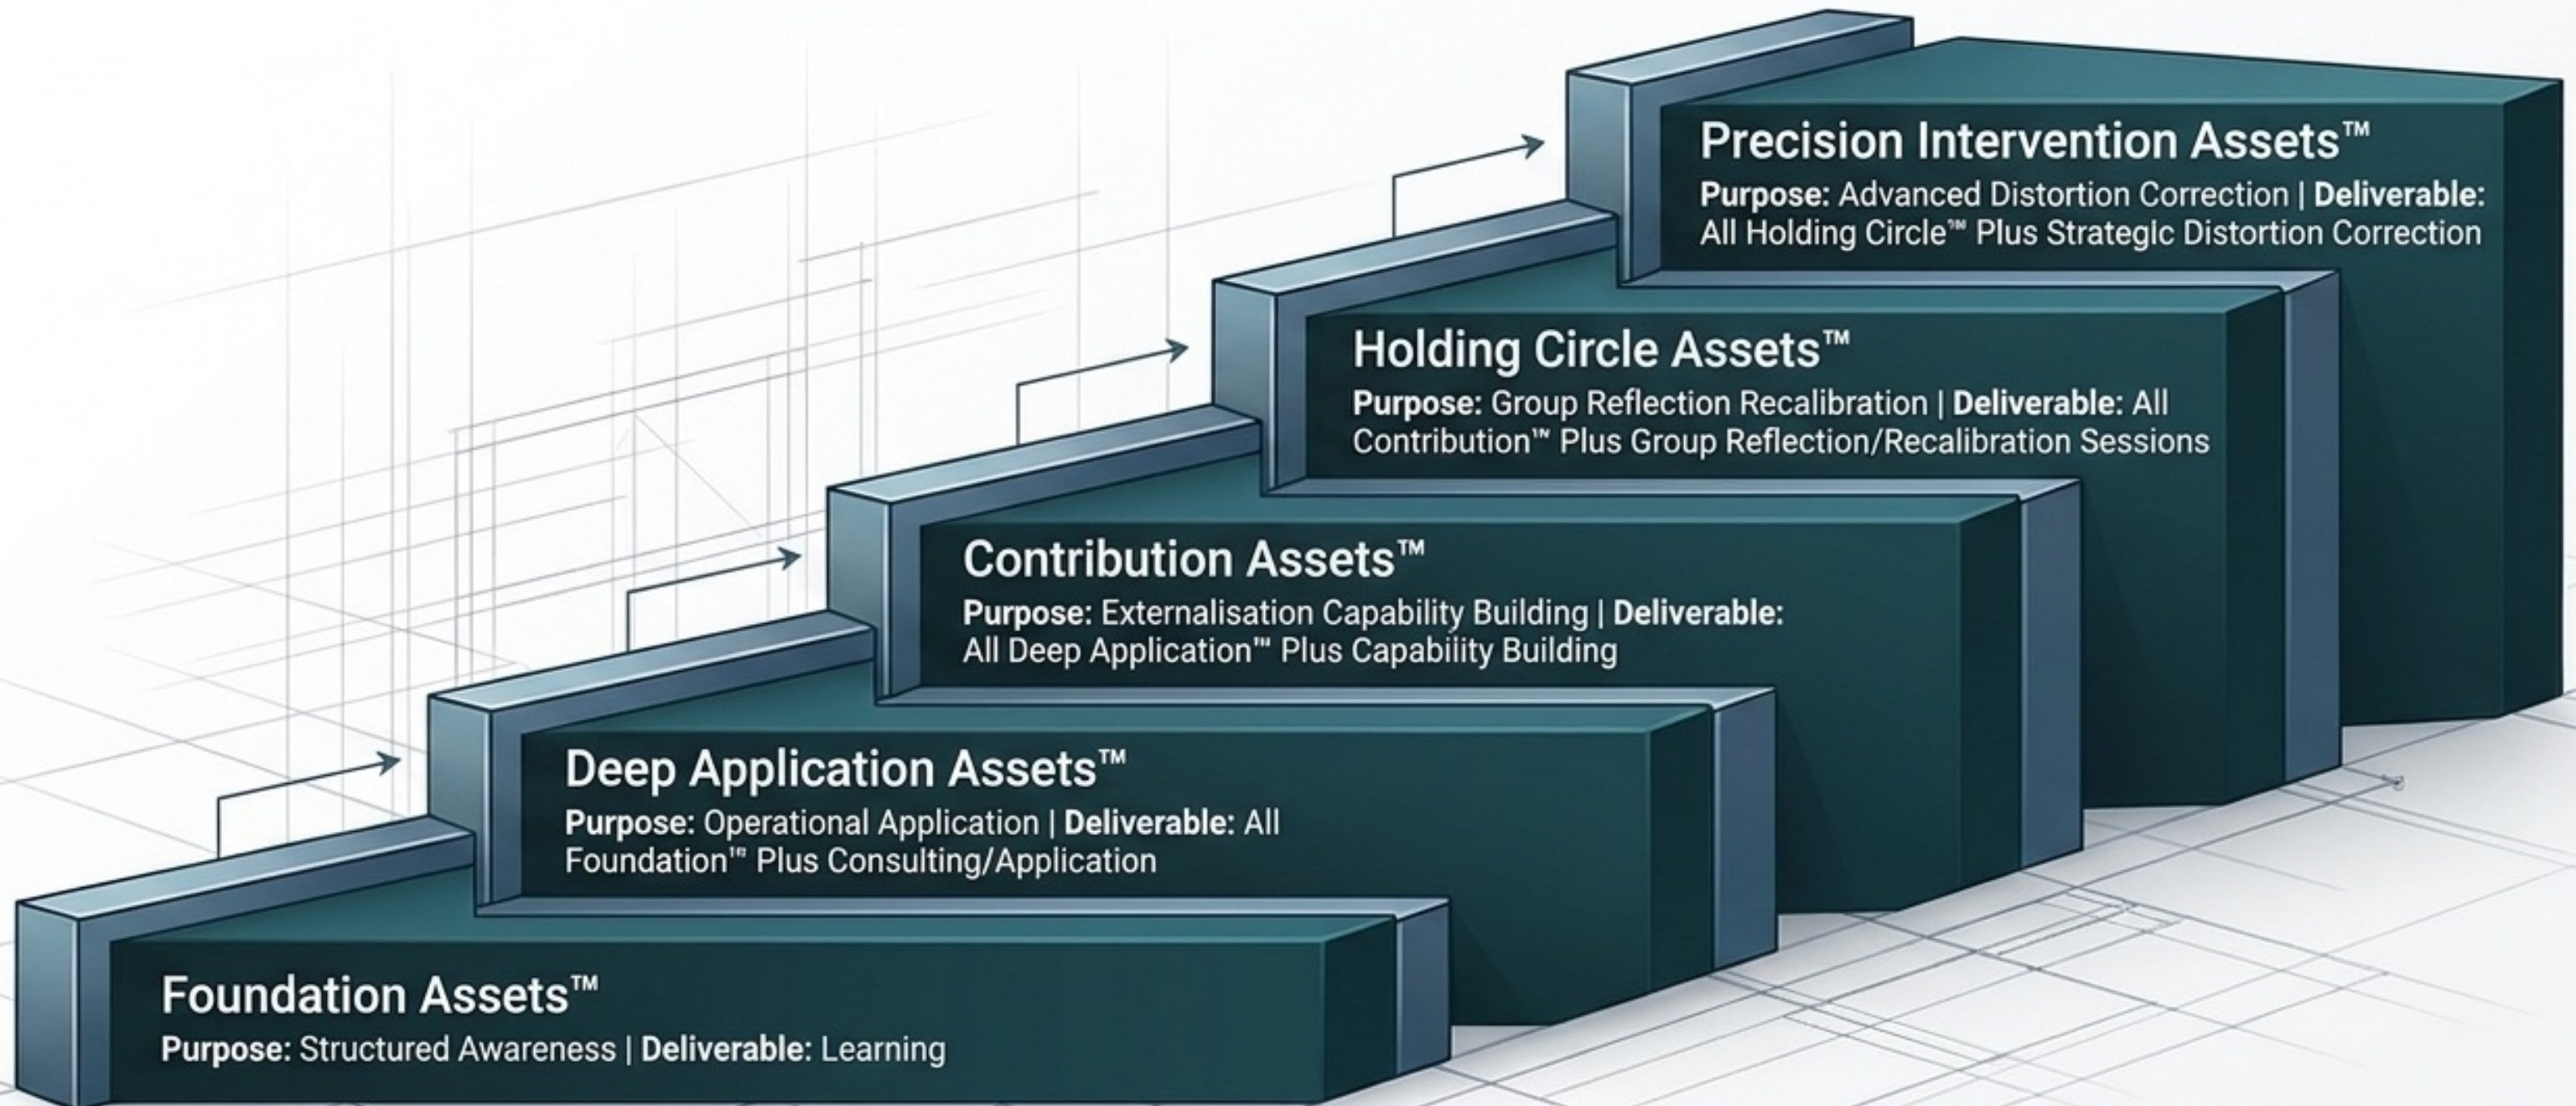 Precision Intervention Assets™
Purpose: Advanced Distortion Correction | Deliverable:
All Holding Circle™ Plus Strategic Distortion Correction
Holding Circle Assets™
Purpose: Group Reflection Recalibration | Deliverable: All
Contribution™ Plus Group Reflection/Recalibration Sessions
Contribution Assets™
Purpose: Externalisation Capability Building | Deliverable:
All Deep Application™ Plus Capability Building
Deep Application Assets™
Purpose: Operational Application | Deliverable: All
Foundation™ Plus Consulting/Application
Foundation Assets™
Purpose: Structured Awareness | Deliverable: Learning